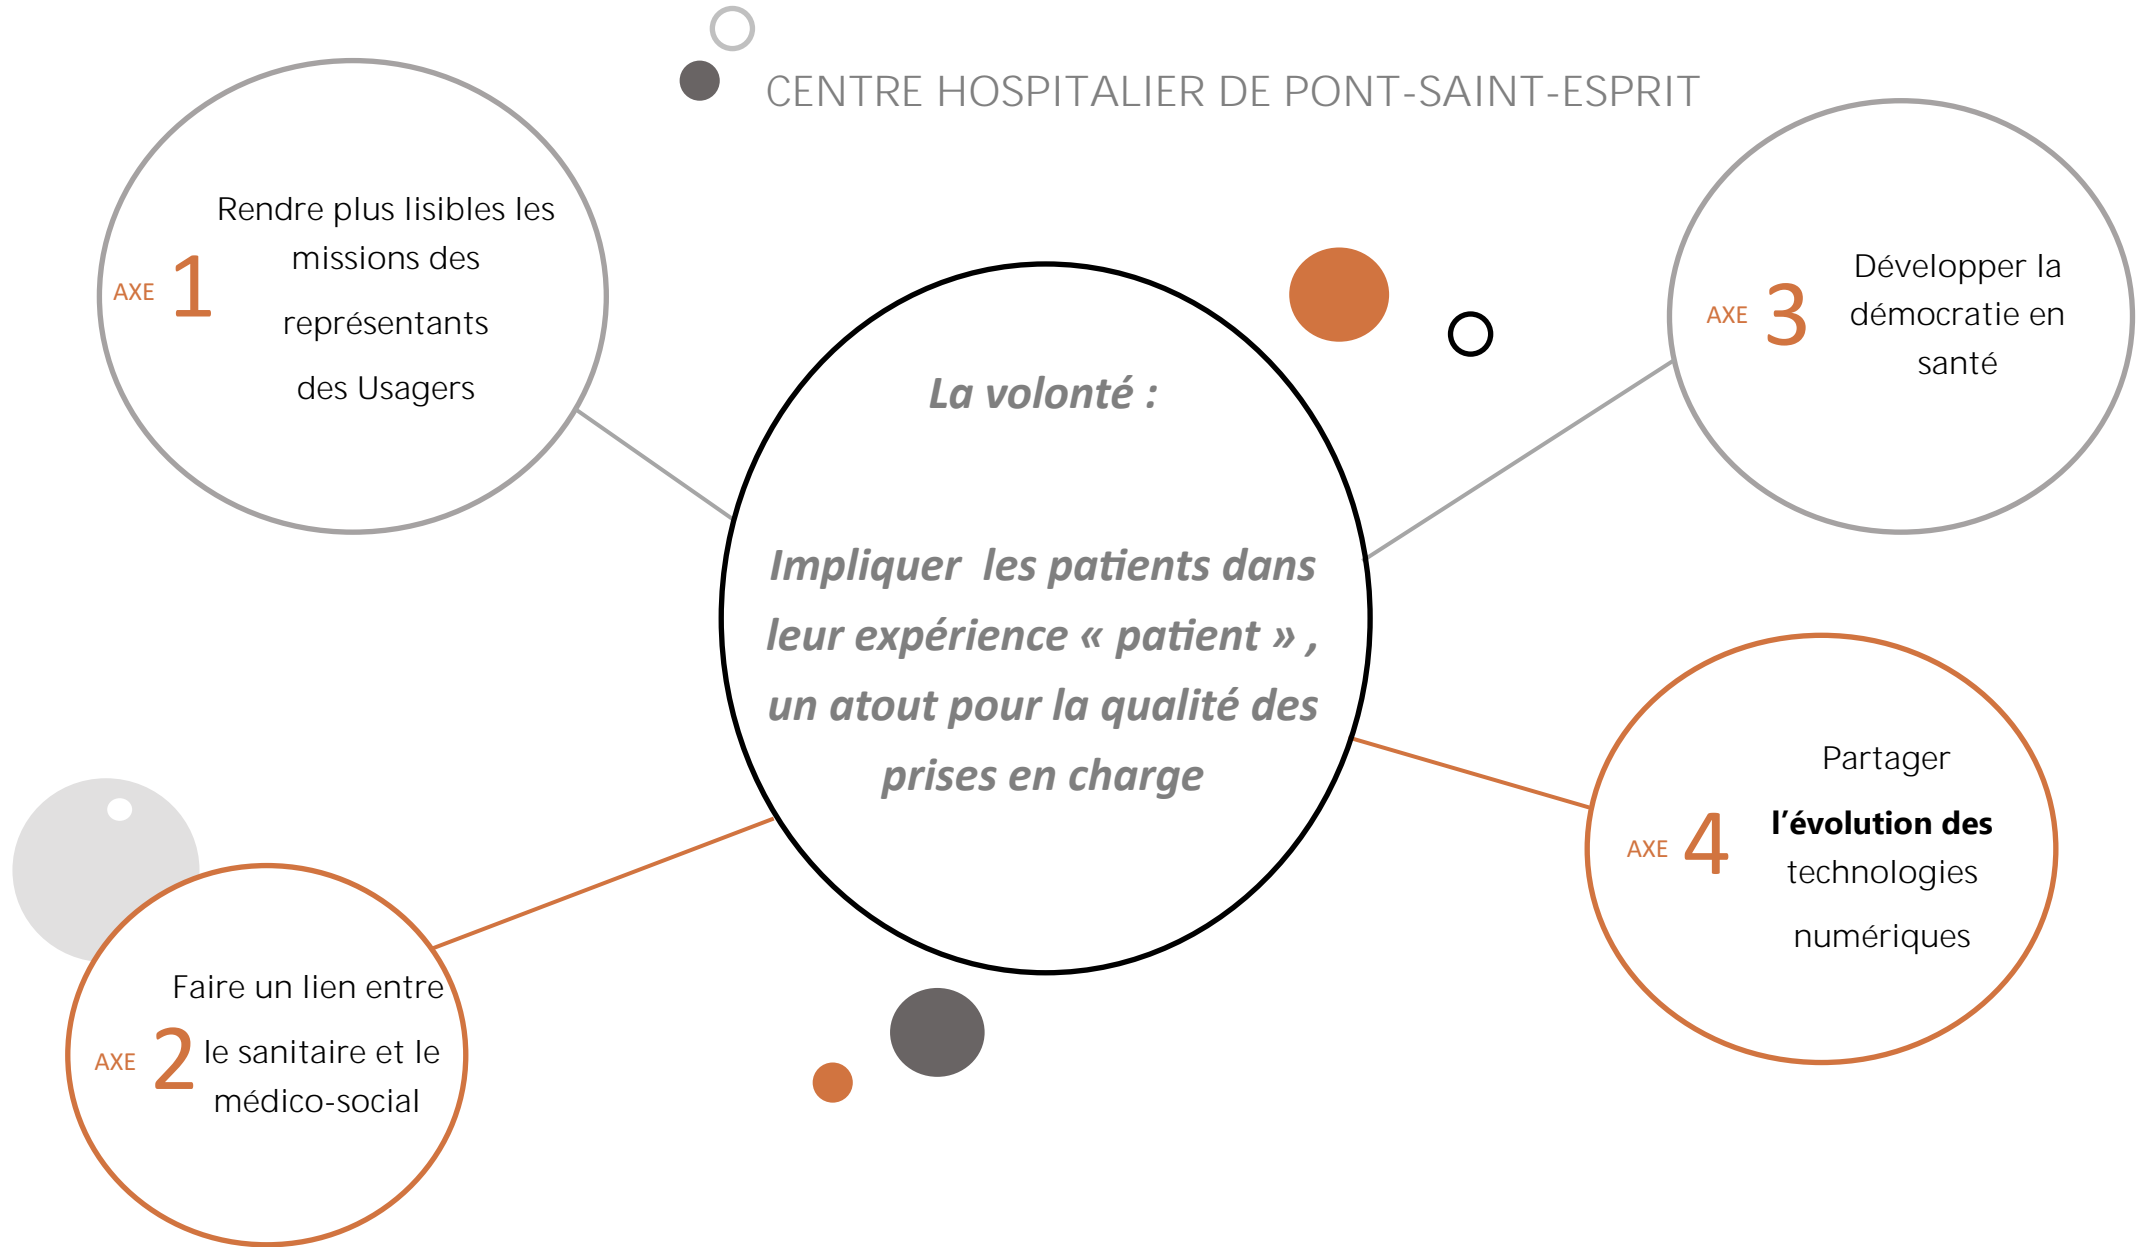 CENTRE HOSPITALIER DE PONT-SAINT-ESPRIT
AXE 1
Rendre plus lisibles les
missions des
représentants
des Usagers
AXE 2
Faire un lien entre
le sanitaire et le
médico-social
La volonté :
Impliquer les patients dans
leur expérience « patient » ,
un atout pour la qualité des
prises en charge
AXE 3
Développer la
démocratie en
santé
AXE 4
Partager
l’évolution des
technologies
numériques